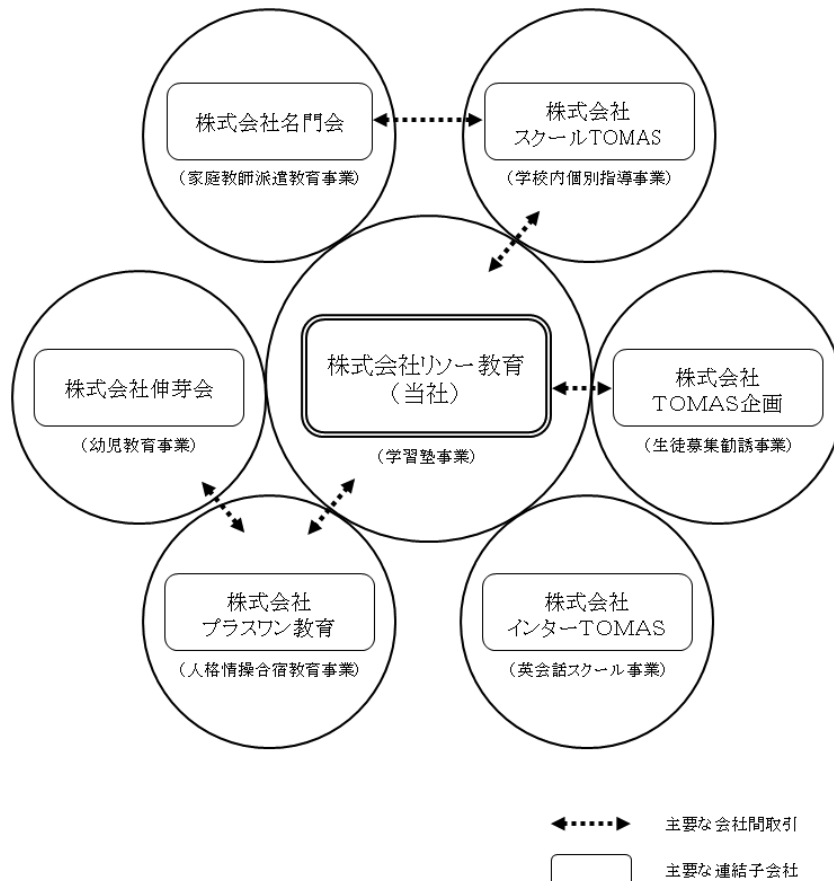 株式会社名門会
(家庭教師派遣教育事業)
株式会社
スクールTOMAS
(学校内個別指導事業)
株式会社伸芽会
(幼児教育事業)
株式会社リソー教育
(当社)
(学習塾事業)
株式会社
TOMAS企画
(生徒募集勧誘事業)
株式会社
プラスワン教育
(人格情操合宿教育事業)
株式会社
インターTOMAS
(英会話スクール事業)
主要な会社間取引
主要な連結子会社